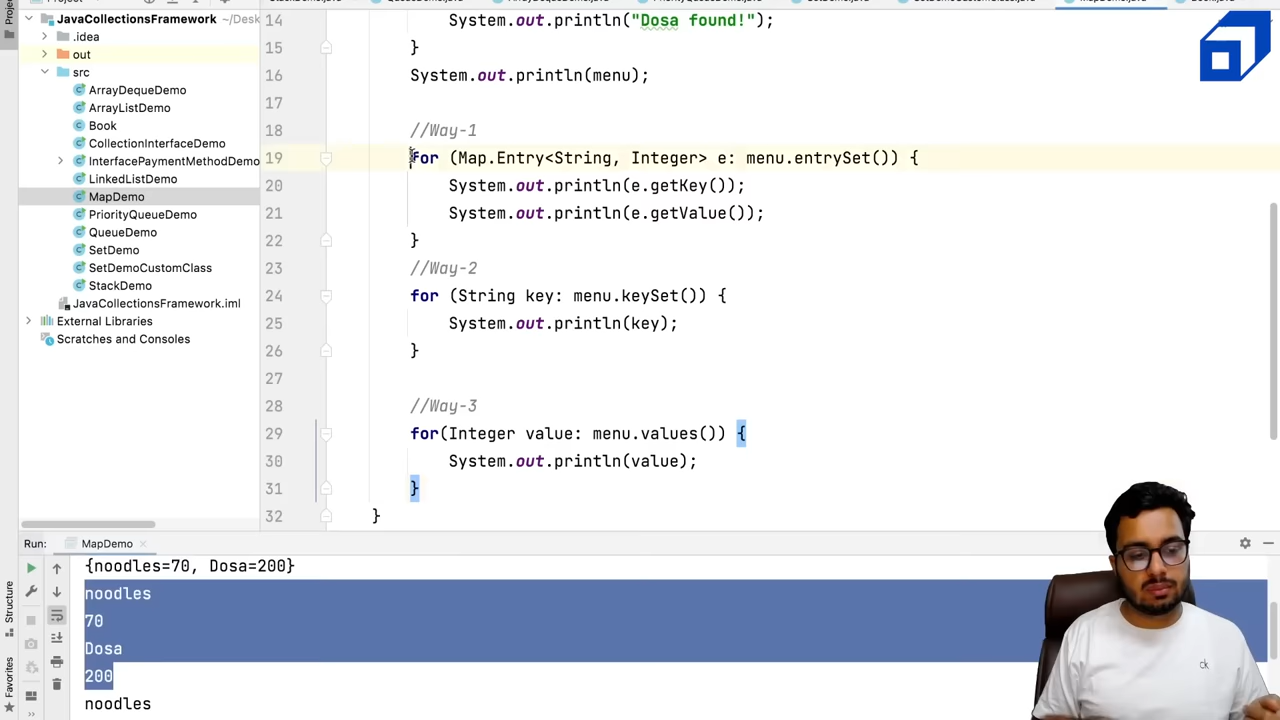 JavaCollectionsFramework ~/Desk
.idea
out
src
ArrayDequeDemo
ArrayListDemo
Book
CollectionInterfaceDemo
InterfacePaymentMethodDemo
LinkedListDemo
MapDemo
PriorityQueueDemo
QueueDemo
SetDemo
SetDemoCustomClass
StackDemo
JavaCollectionsFramework.iml
External Libraries
Scratches and Consoles
14 System.out.println("Dosa found!");
15 }
16 System.out.println(menu);
17
18 //Way-1
19 for (Map.Entry<String, Integer> e: menu.entrySet()) {
20 System.out.println(e.getKey());
21 System.out.println(e.getValue());
22 }
23 //Way-2
24 for (String key: menu.keySet()) {
25 System.out.println(key);
26 }
27
28 //Way-3
29 for(Integer value: menu.values()) {
30 System.out.println(value);
31 }
32 }
Run: MapDemo
{noodles=70, Dosa=200}
noodles
70
Dosa
200
noodles
Structure
Favorites
ck